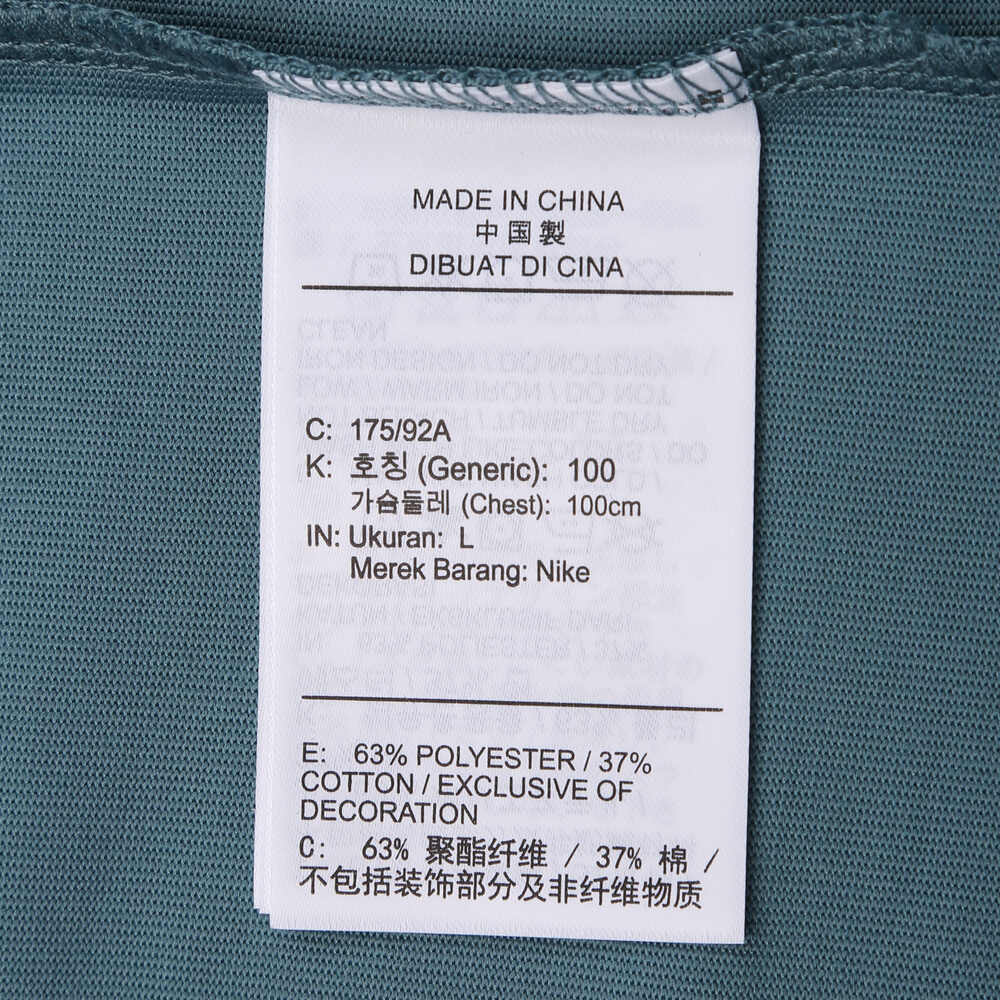 MADE IN CHINA
中国製
DIBUAT DI CINA
C: 175/92A
K: 호칭 (Generic): 100
가슴둘레 (Chest): 100cm
IN: Ukuran: L
Merek Barang: Nike
E: 63% POLYESTER / 37%
COTTON / EXCLUSIVE OF
DECORATION
C: 63% 聚酯纤维 / 37% 棉 /
不包括装饰部分及非纤维物质